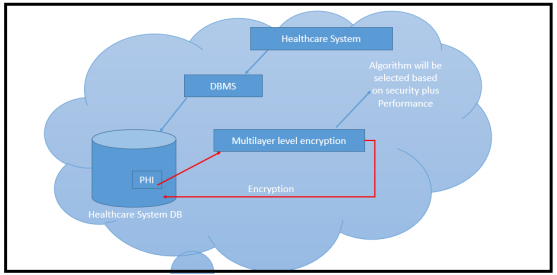 Healthcare System
Algorithm will be
selected based
on security plus
Performance
DBMS
Multilayer level encryption
PHI
Encryption
Healthcare System DB